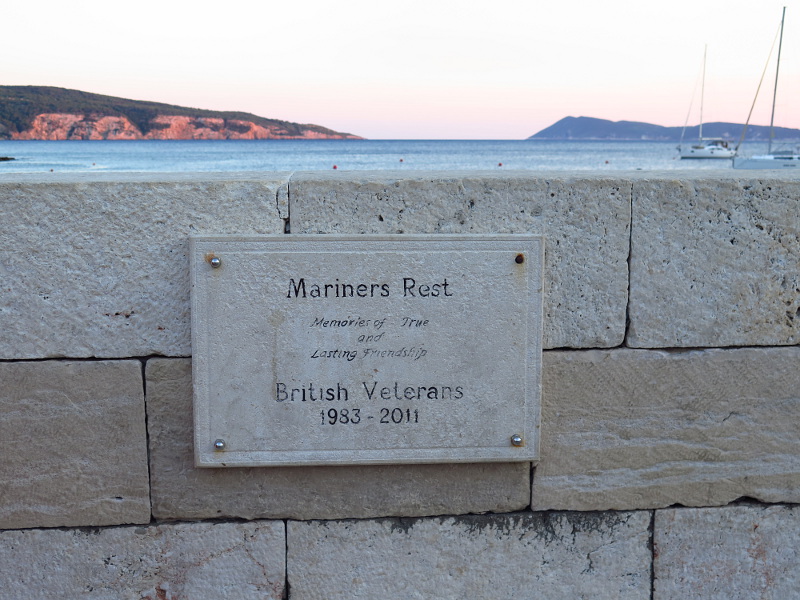 Mariners Rest
Memories of True
and
Lasting Friendship
British Veterans
1983 - 2011